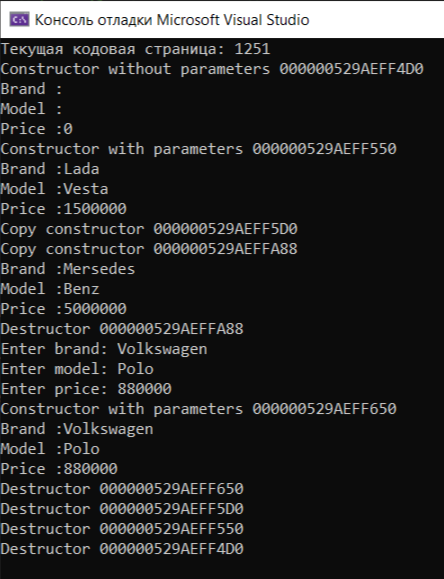 Консоль отладки Microsoft Visual Studio
Текущая кодовая страница: 1251
Constructor without parameters 000000529AEFF4D0
Brand :
Model :
Price :0
Constructor with parameters 000000529AEFF550
Brand :Lada
Model :Vesta
Price :1500000
Copy constructor 000000529AEFF5D0
Copy constructor 000000529AEFFA88
Brand :Mersedes
Model :Benz
Price :5000000
Destructor 000000529AEFFA88
Enter brand: Volkswagen
Enter model: Polo
Enter price: 880000
Constructor with parameters 000000529AEFF650
Brand :Volkswagen
Model :Polo
Price :880000
Destructor 000000529AEFF650
Destructor 000000529AEFF5D0
Destructor 000000529AEFF550
Destructor 000000529AEFF4D0